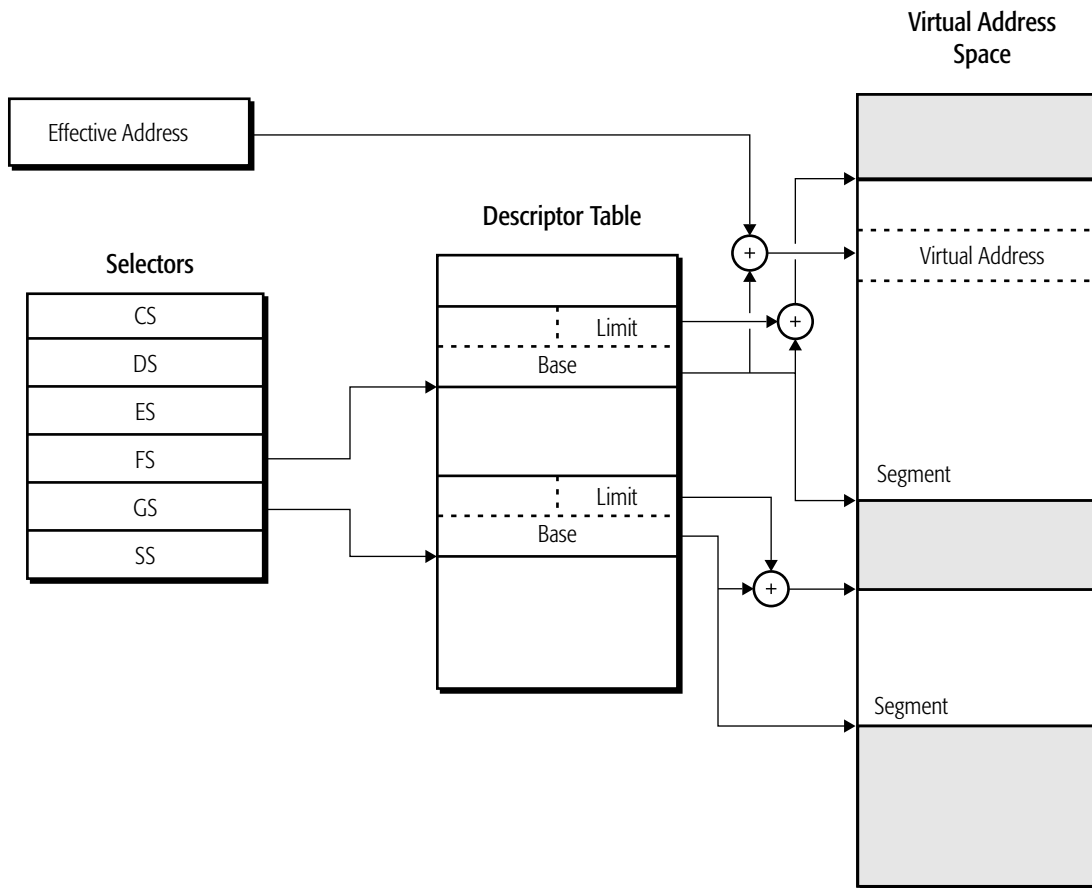 Virtual Address
Space
Effective Address
Descriptor Table
+
Virtual Address
Selectors
CS
DS
ES
FS
GS
SS
Limit
+
Base
Segment
Limit
Base
+
Segment